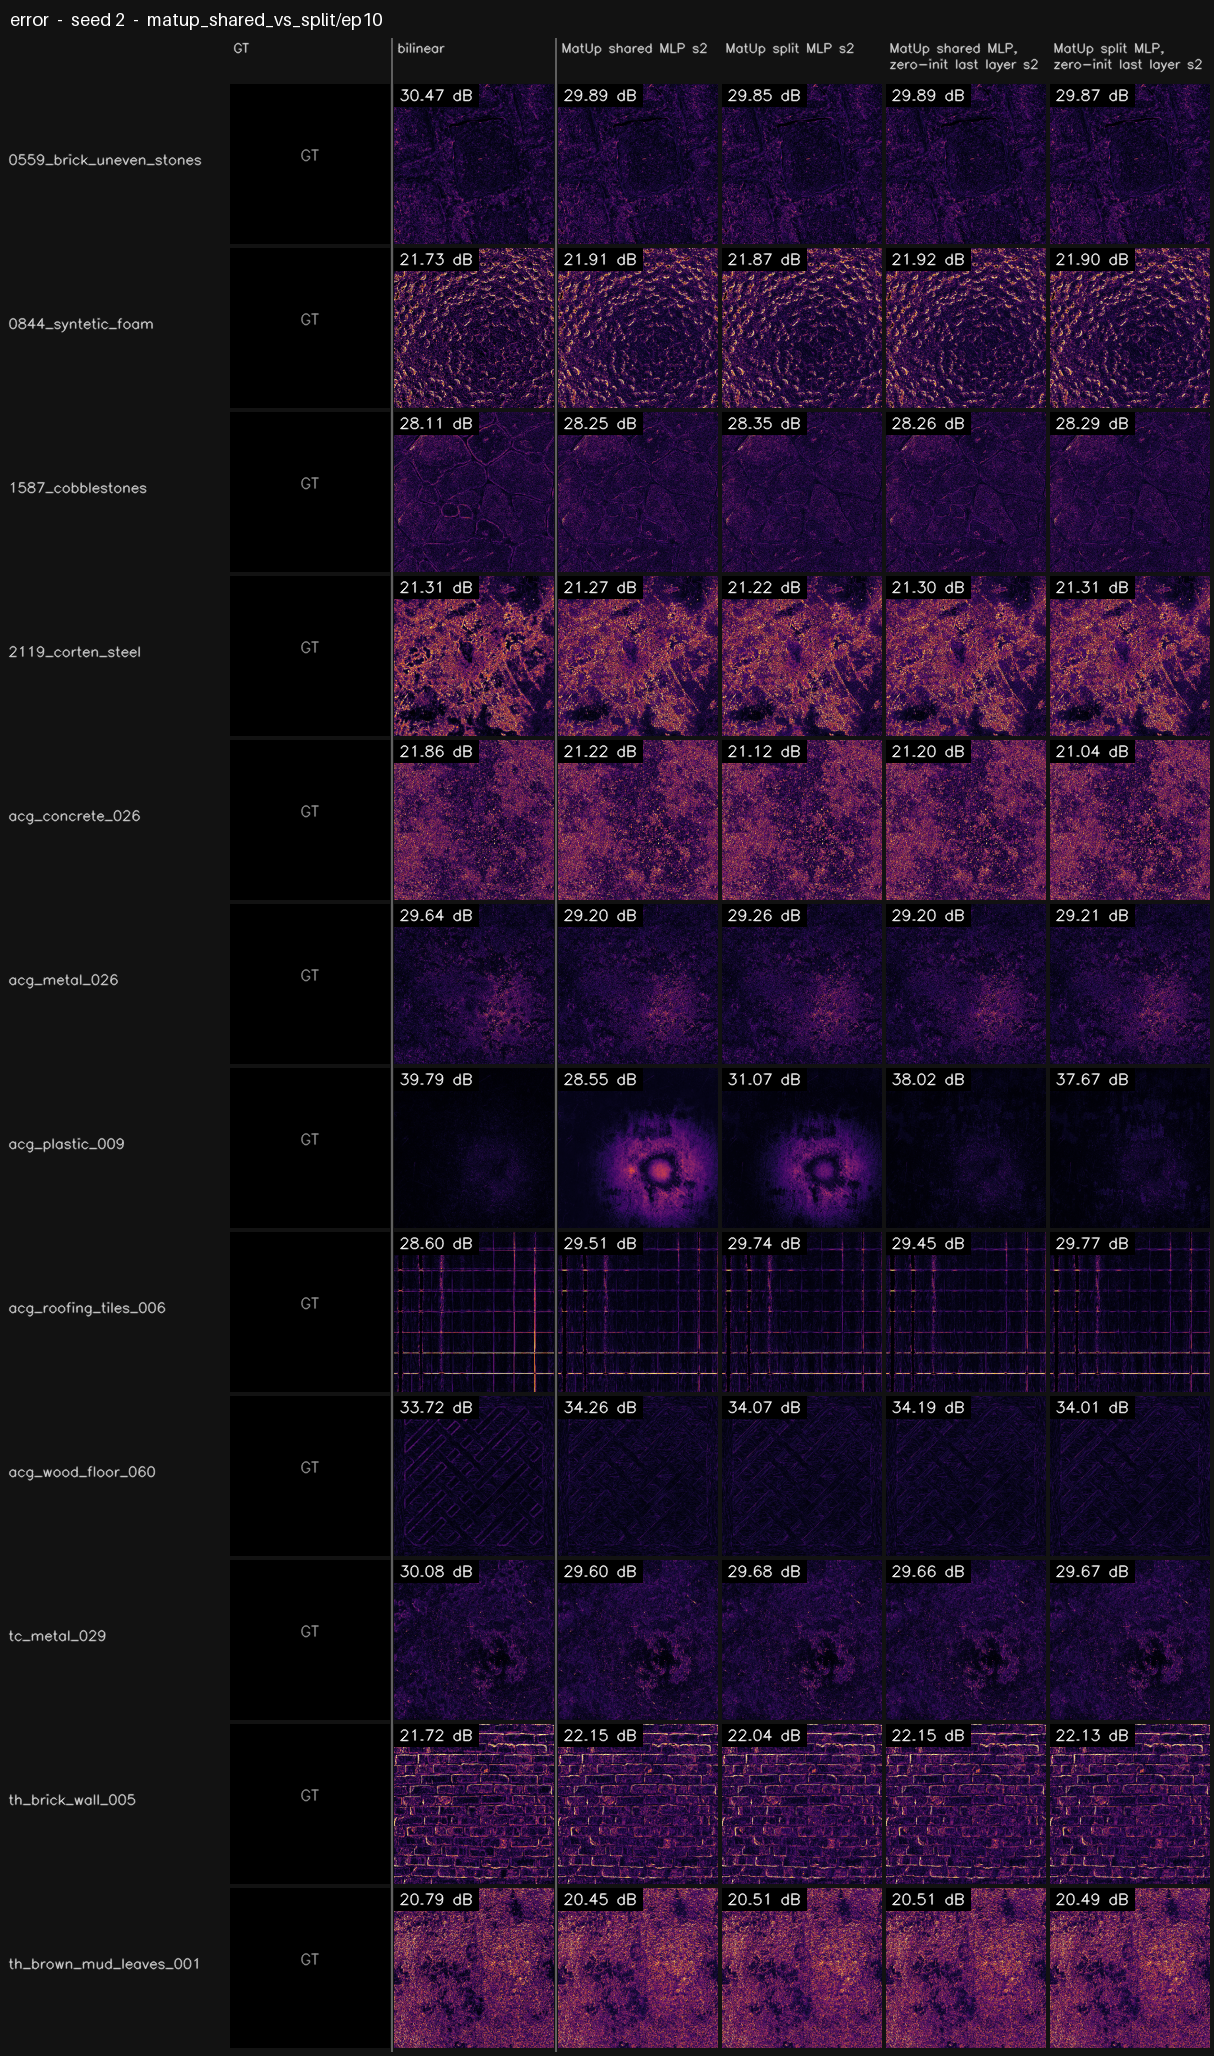 error - seed 2 - matup_shared_vs_split/ep10
GT
bilinear
MatUp shared MLP s2
MatUp split MLP s2
MatUp shared MLP,
zero-init last layer s2
MatUp split MLP,
zero-init last layer s2
0559_brick_uneven_stones
GT
30.47 dB
29.89 dB
29.85 dB
29.89 dB
29.87 dB
0844_syntetic_foam
GT
21.73 dB
21.91 dB
21.87 dB
21.92 dB
21.90 dB
1587_cobblestones
GT
28.11 dB
28.25 dB
28.35 dB
28.26 dB
28.29 dB
2119_corten_steel
GT
21.31 dB
21.27 dB
21.22 dB
21.30 dB
21.31 dB
acg_concrete_026
GT
21.86 dB
21.22 dB
21.12 dB
21.20 dB
21.04 dB
acg_metal_026
GT
29.64 dB
29.20 dB
29.26 dB
29.20 dB
29.21 dB
acg_plastic_009
GT
39.79 dB
28.55 dB
31.07 dB
38.02 dB
37.67 dB
acg_roofing_tiles_006
GT
28.60 dB
29.51 dB
29.74 dB
29.45 dB
29.77 dB
acg_wood_floor_060
GT
33.72 dB
34.26 dB
34.07 dB
34.19 dB
34.01 dB
tc_metal_029
GT
30.08 dB
29.60 dB
29.68 dB
29.66 dB
29.67 dB
th_brick_wall_005
GT
21.72 dB
22.15 dB
22.04 dB
22.15 dB
22.13 dB
th_brown_mud_leaves_001
GT
20.79 dB
20.45 dB
20.51 dB
20.51 dB
20.49 dB